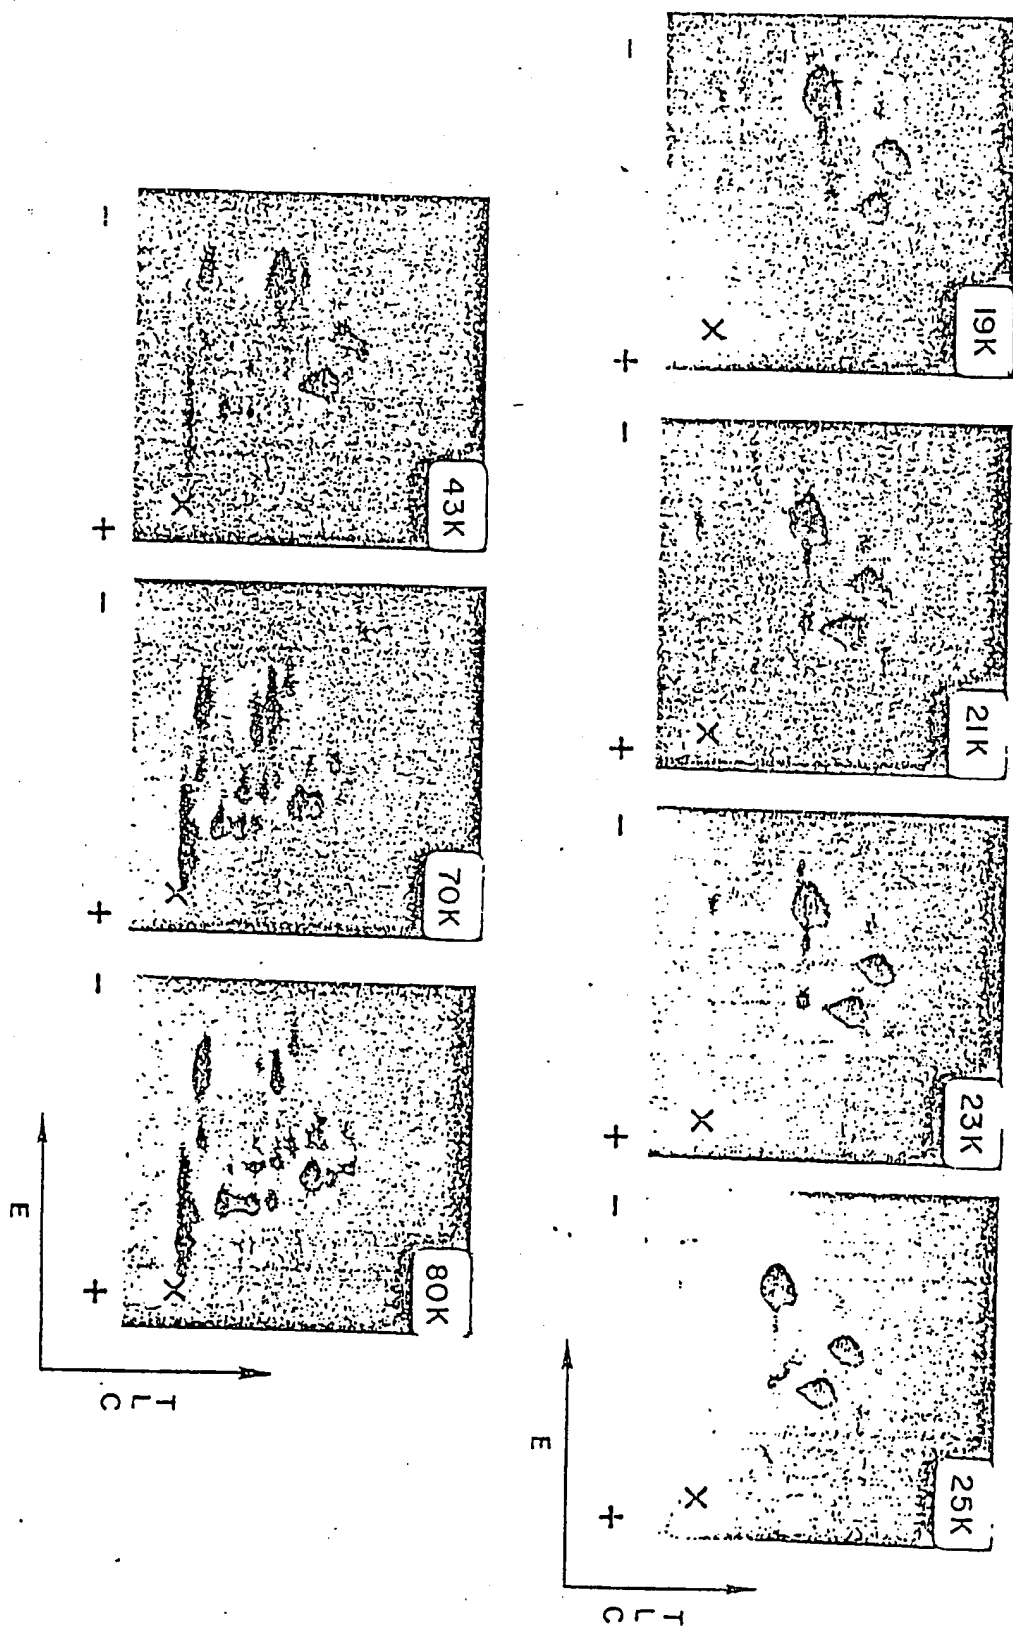 19K
21K
23K
25K
- + - + - + - +
X X X X
E
TLC
43K
70K
80K
- + - + - +
X X X
E
TLC